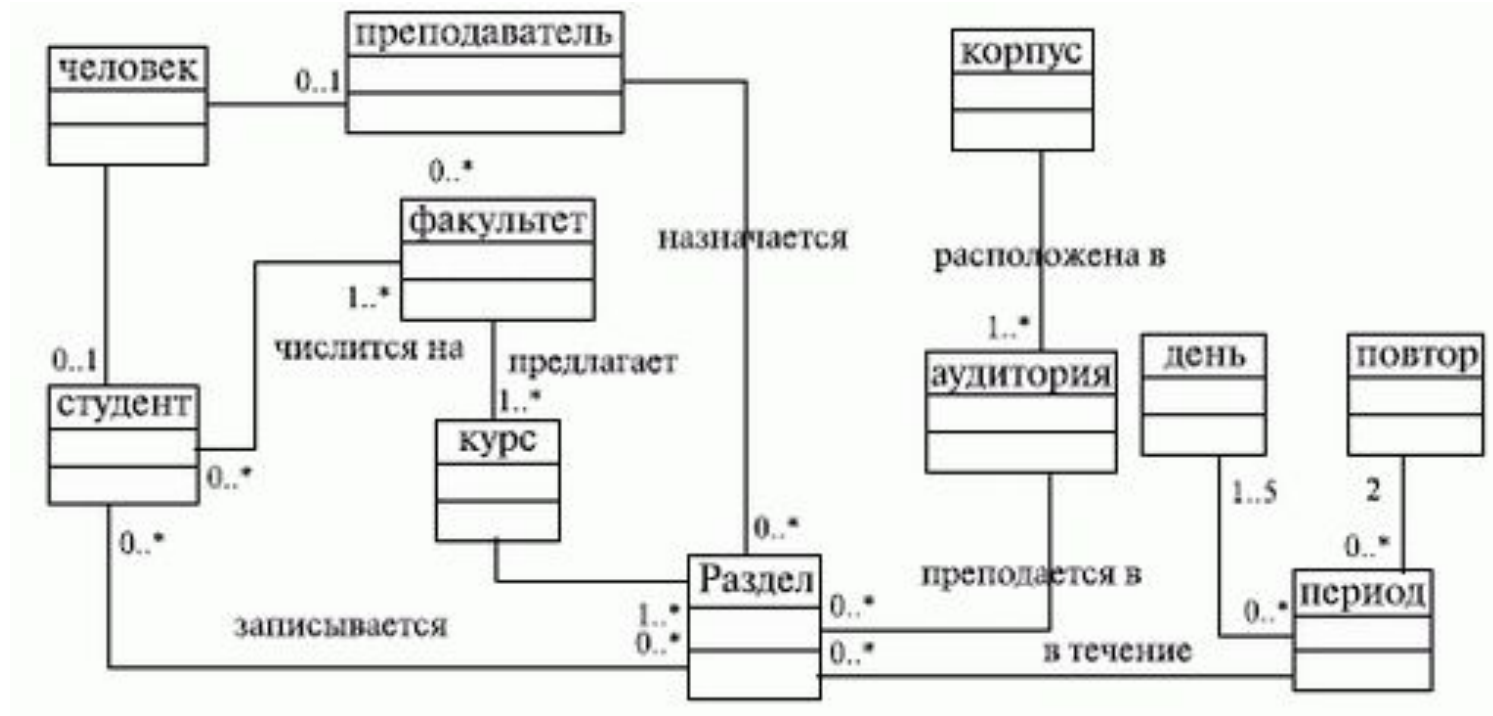 человек
преподаватель
0..1
корпус
0..*
факультет
назначается
расположена в
1..*
числится на
предлагает
1..*
0..1
студент
1..*
курс
аудитория
день
повтор
0..*
0..*
0..*
1..5
2
0..*
Раздел
преподается в
период
записывается
1..*
0..*
0..*
0..*
0..*
в течение